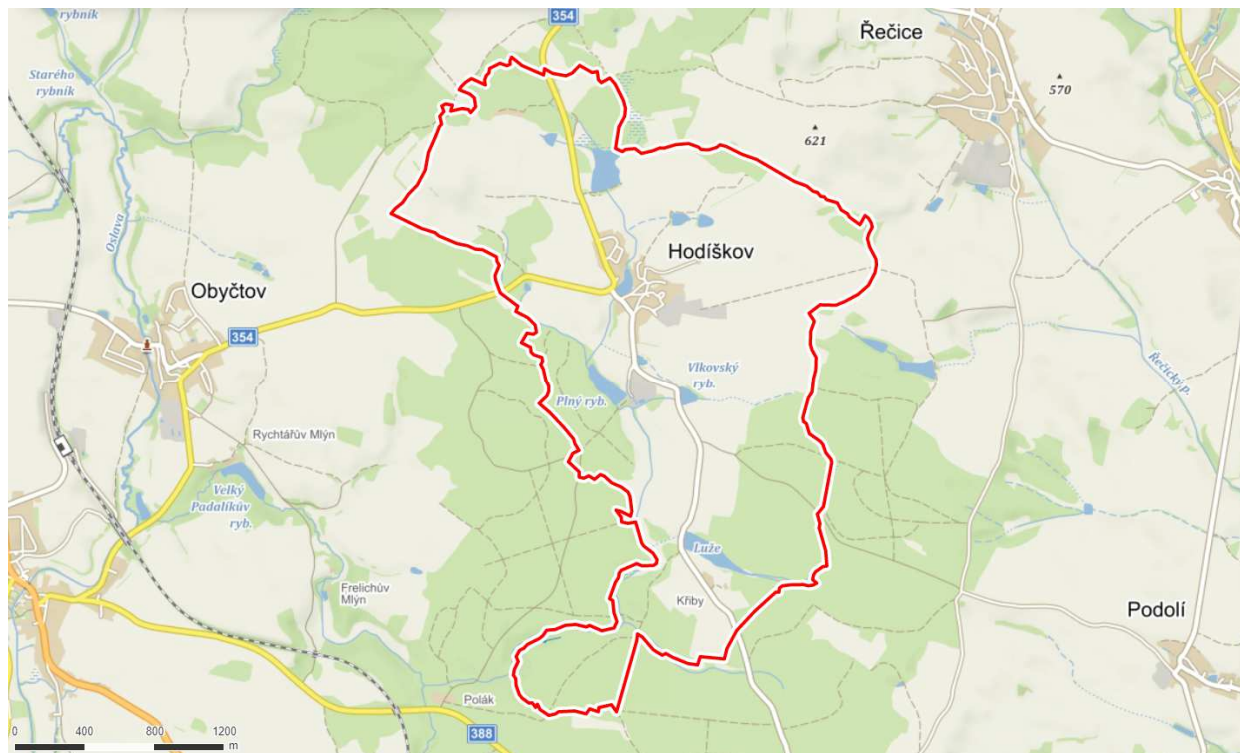 rybník
354
Řečice
Starého
rybník
570
621
Oslava
Hodíškov
Obyčtov
354
Vlkovský
ryb.
Řečický p.
Plný ryb.
Rychtářův Mlýn
Velký
Padalíkův
ryb.
Luže
Frelichův
Mlýn
Křiby
Podolí
Polák
388
0 400 800 1200
m